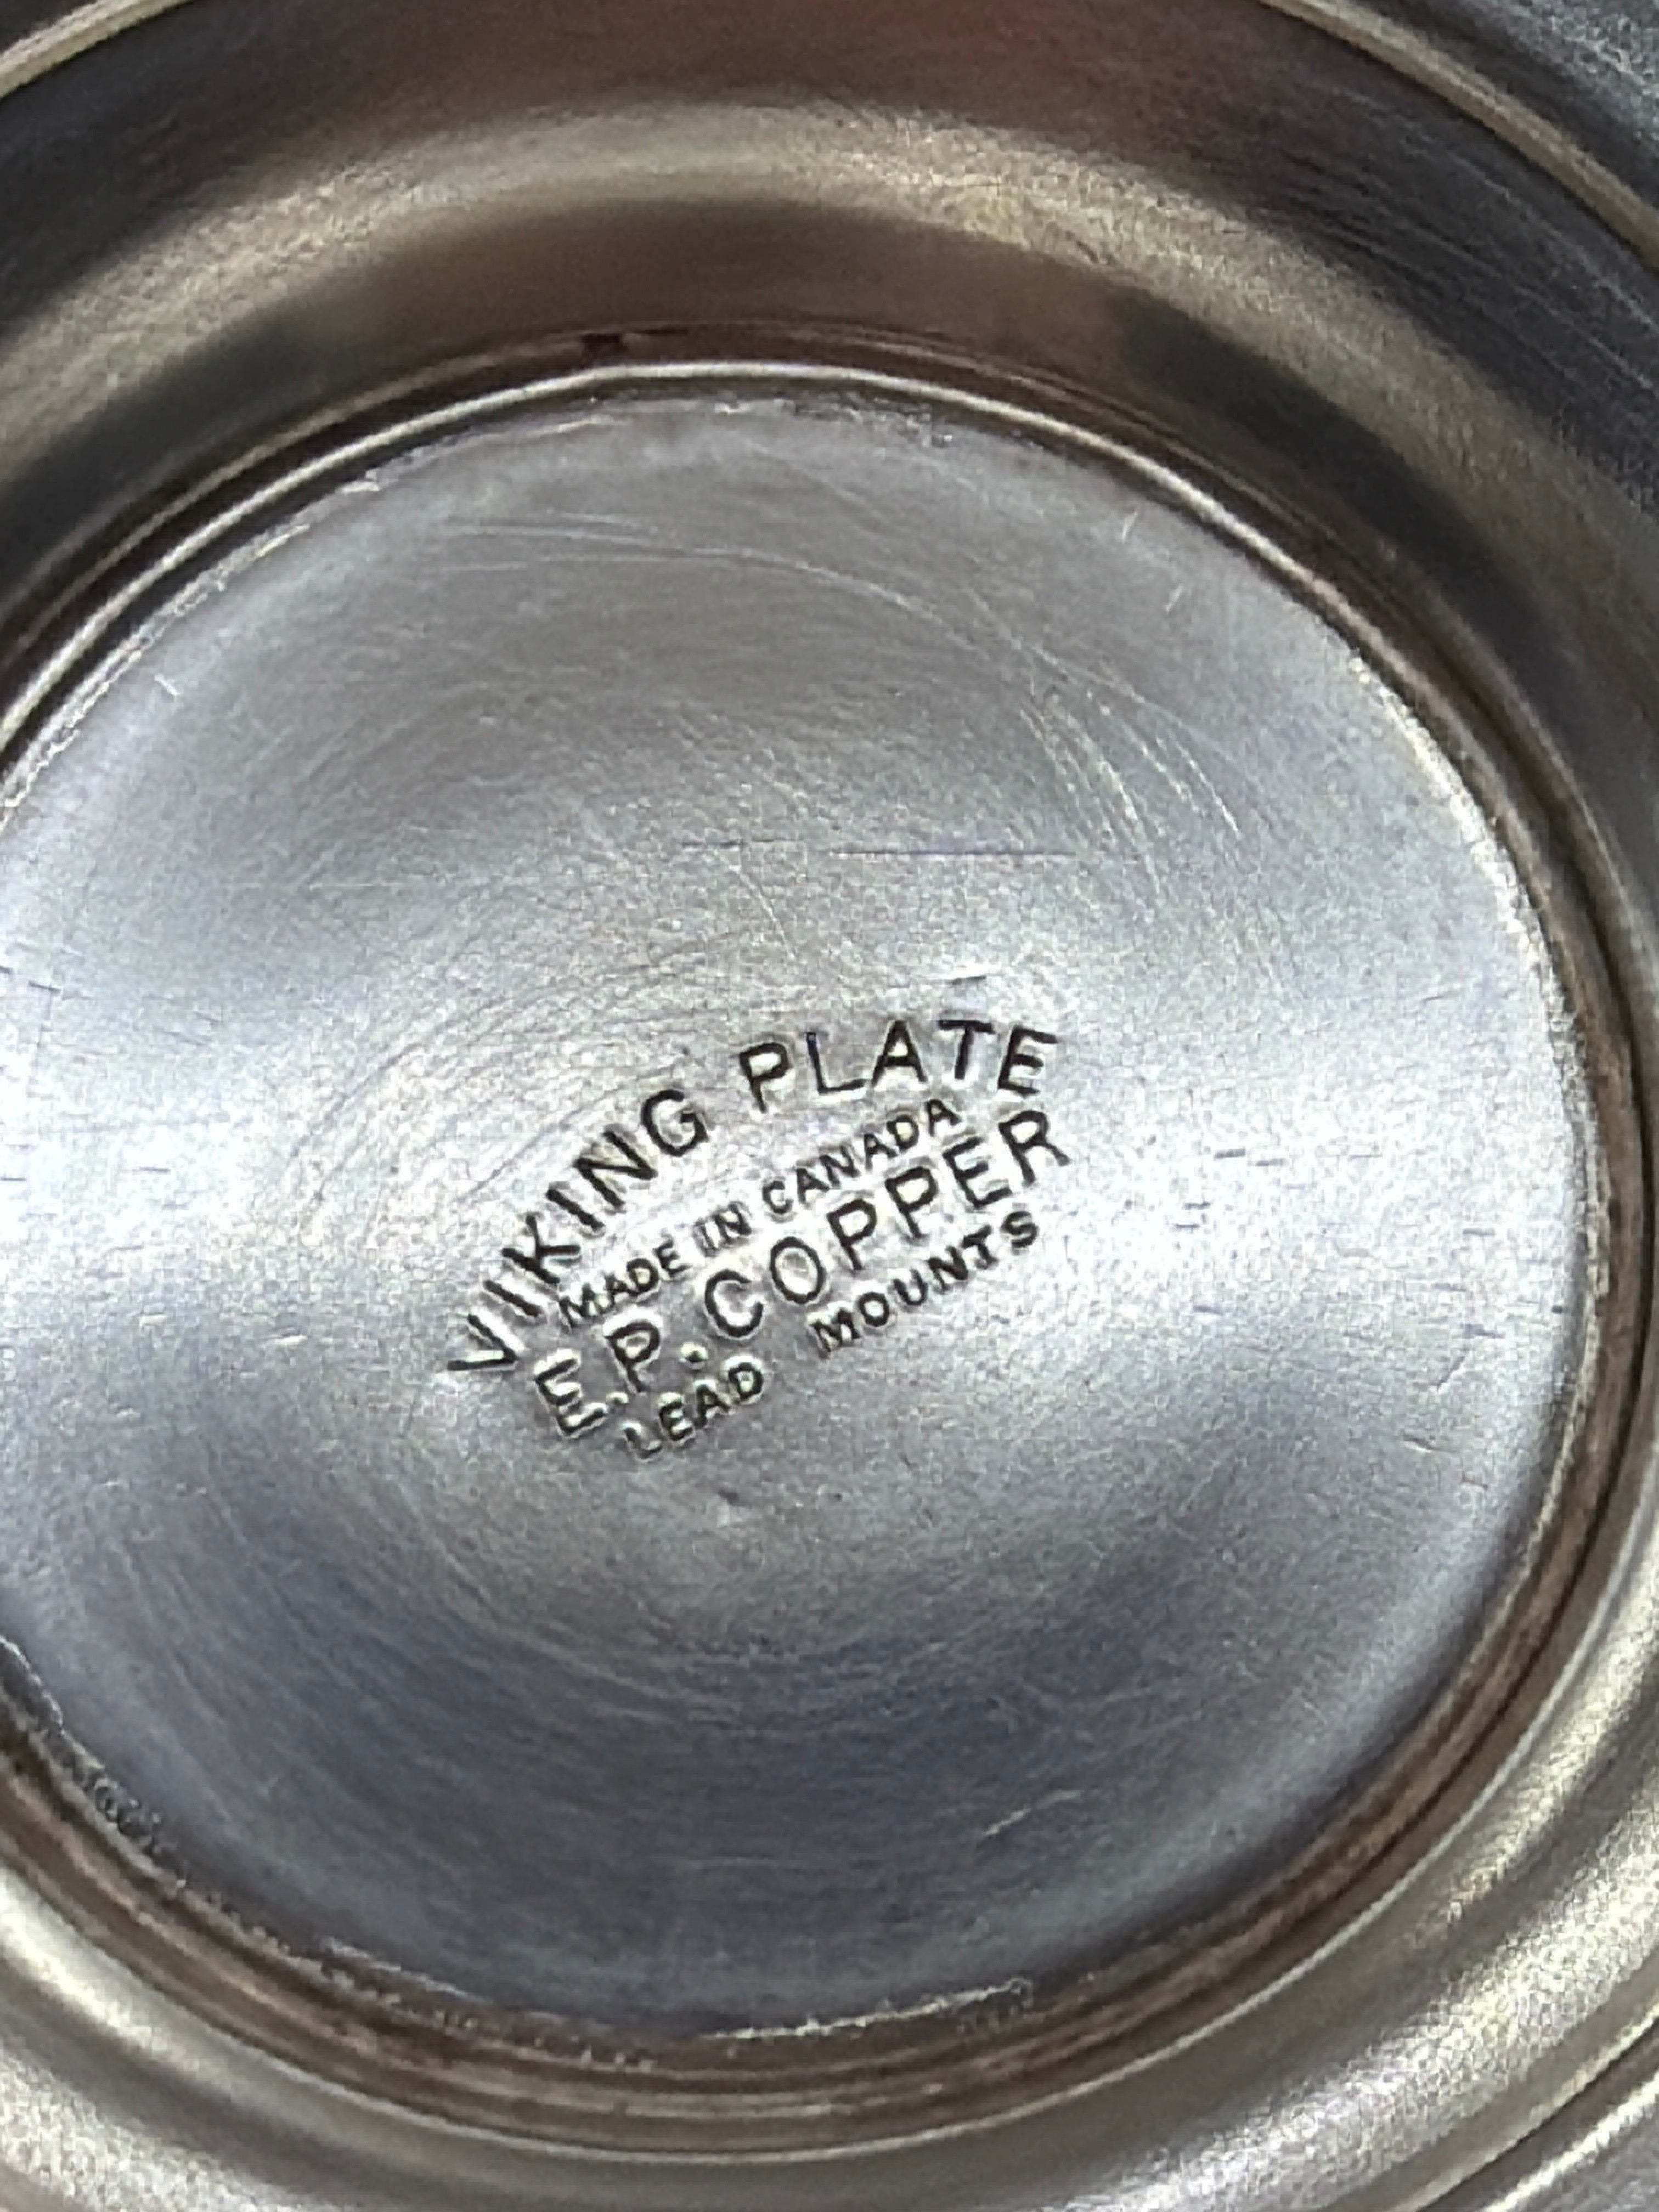 VIKING PLATE
MADE IN CANADA
E.P. COPPER
LEAD MOUNTS